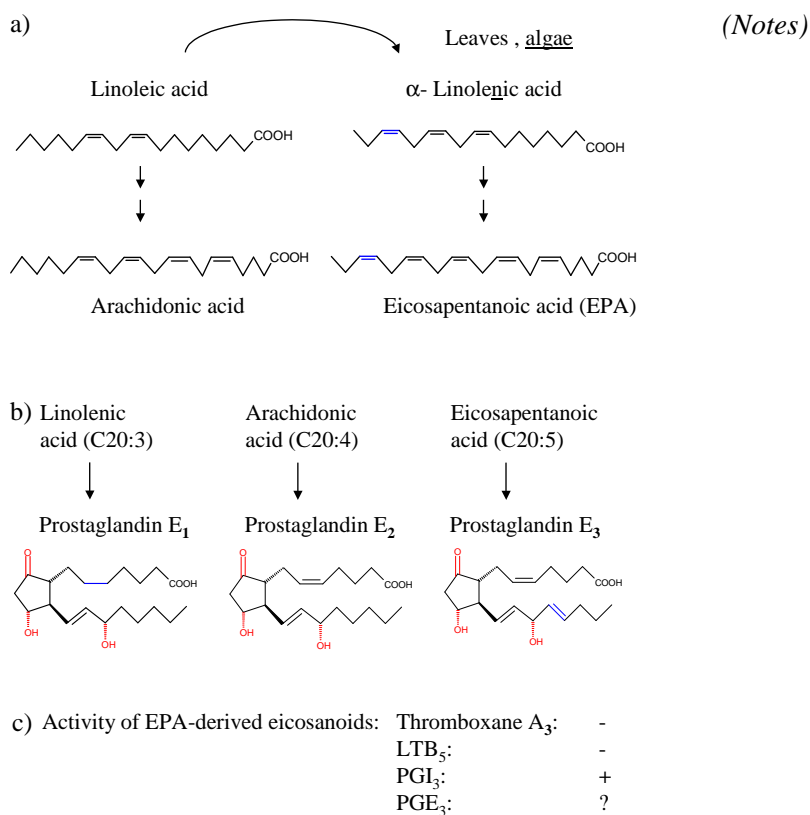 a)
(Notes)
Leaves , algae
Linoleic acid
α- Linolenic acid
COOH
COOH
COOH
COOH
Arachidonic acid
Eicosapentanoic acid (EPA)
b) Linolenic
acid (C20:3)
Arachidonic
acid (C20:4)
Eicosapentanoic
acid (C20:5)
Prostaglandin E1
Prostaglandin E2
Prostaglandin E3
O
COOH
OH
OH
O
COOH
OH
OH
O
COOH
OH
OH
c) Activity of EPA-derived eicosanoids: Thromboxane A3: -
LTB5: -
PGI3: +
PGE3: ?